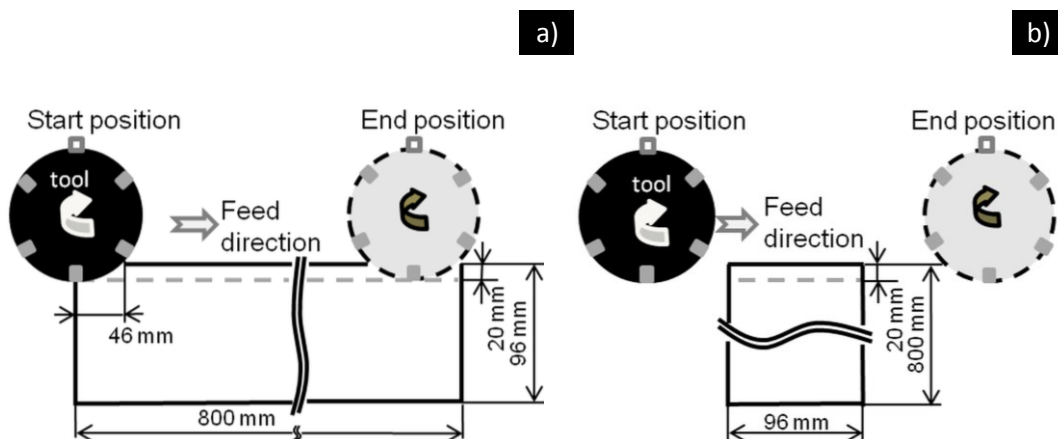 a)
Start position
End position
tool
Feed
direction
46 mm
20 mm
96 mm
800 mm
b)
Start position
End position
tool
Feed
direction
20 mm
800 mm
96 mm